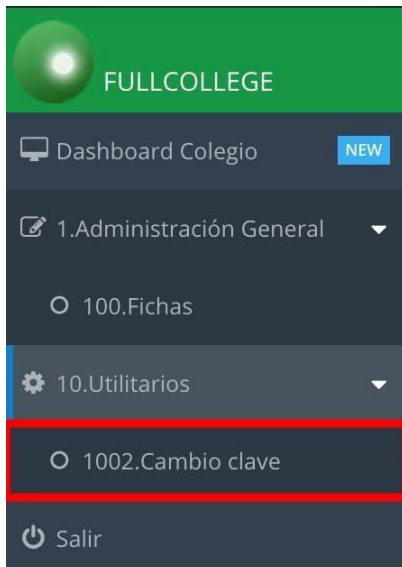 FULLCOLLEGE
Dashboard Colegio NEW
1.Administración General
100.Fichas
10.Utilitarios
1002.Cambio clave
Salir